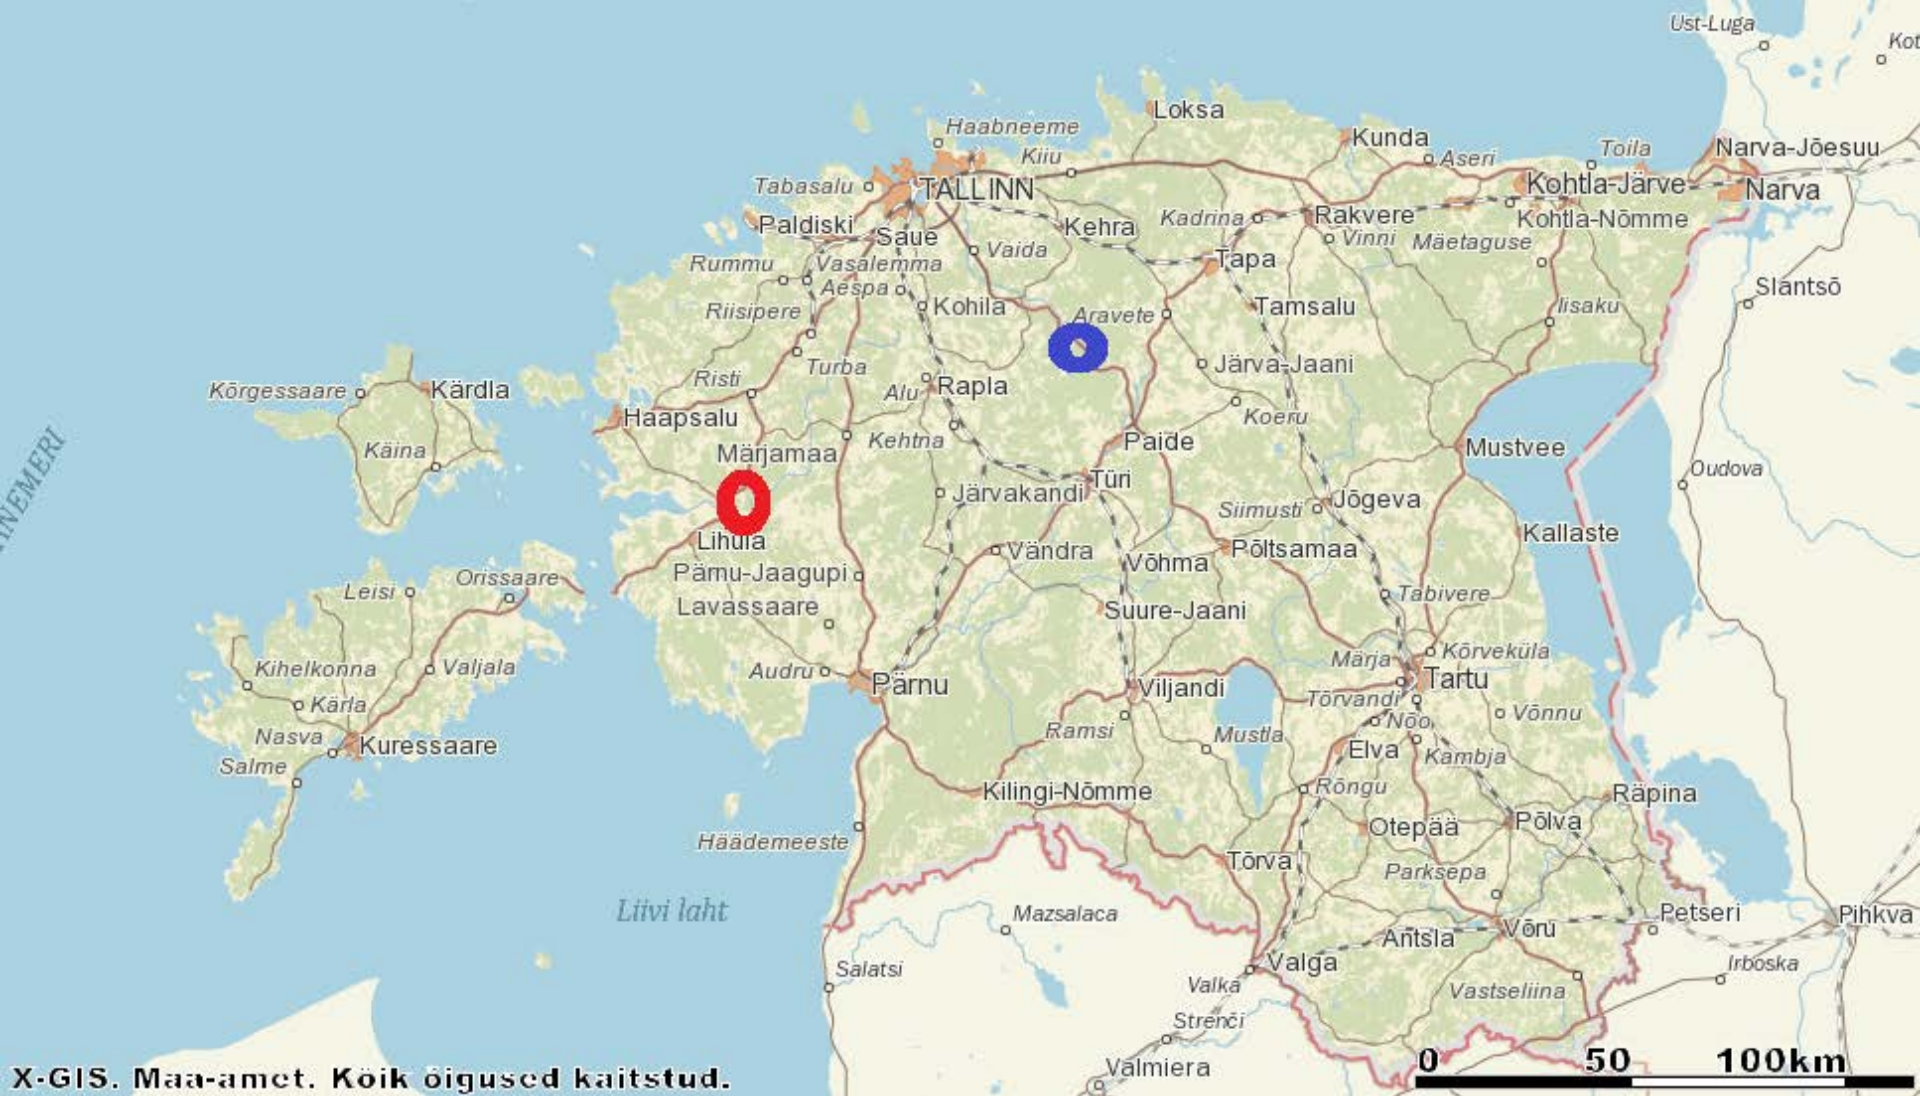 Ust-Luga
Kot
Loksa
Haabneeme
Kunda
Kiiu
Aseri
Toila
Narva-Jõesuu
Tabasalu
TALLINN
Kohtla-Järve
Narva
Paldiski
Kehra
Kadrina
Rakvere
Kohtla-Nõmme
Saue
Vaida
Vinni
Mäetaguse
Rummu
Vasalemma
Tapa
Aespa
Slantsõ
Riisipere
Kohila
Aravete
Tamsalu
Iisaku
Turba
Järva-Jaani
Risti
Alu
Rapla
Kõrgessaare
Kärdla
Haapsalu
Koeru
Käina
Märjamaa
Kehtna
Paide
Mustvee
Oudova
Türi
Järvakandi
Siimusti
Jõgeva
Lihula
Kallaste
Vändra
Võhma
Põltsamaa
Pärnu-Jaagupi
Leisi
Orissaare
Tabivere
Lavassaare
Suure-Jaani
Kihelkonna
Valjala
Audru
Pärnu
Viljandi
Märja
Kõrveküla
Tartu
Kärla
Tõrvandi
Võnnu
Nasva
Kuressaare
Ramsi
Mustla
Nõo
Salme
Elva
Kambja
Kilingi-Nõmme
Rõngu
Räpina
Häädemeeste
Otepää
Põlva
Tõrva
Parksepa
Liivi laht
Mazsalaca
Petseri
Pihkva
Antsla
Võru
Salatsi
Valga
Irboska
Valka
Vastseliina
Strenči
Valmiera
0 50 100km
X-GIS. Maa-amet. Kõik õigused kaitstud.